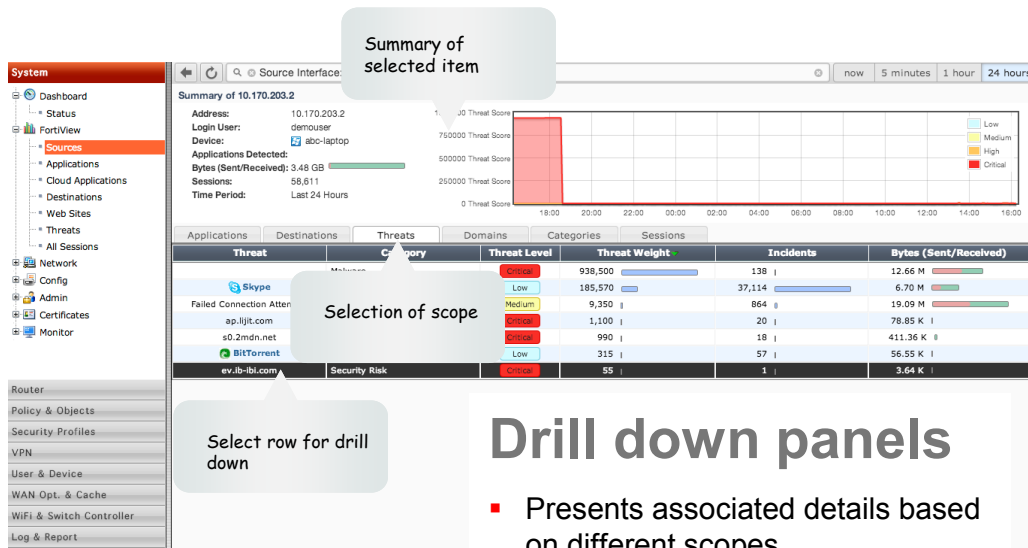 Summary of
selected item
System
Source Interface:
now 5 minutes 1 hour 24 hours
Dashboard
Status
FortiView
Sources
Applications
Cloud Applications
Destinations
Web Sites
Threats
All Sessions
Network
Config
Admin
Certificates
Monitor
Router
Policy & Objects
Security Profiles
VPN
User & Device
WAN Opt. & Cache
WiFi & Switch Controller
Log & Report
Summary of 10.170.203.2
Address: 10.170.203.2
Login User: demouser
Device: abc-laptop
Applications Detected:
Bytes (Sent/Received): 3.48 GB
Sessions: 58,611
Time Period: Last 24 Hours
Threat Score
750000 Threat Score
500000 Threat Score
250000 Threat Score
0 Threat Score
18:00 20:00 22:00 00:00 02:00 04:00 06:00 08:00 10:00 12:00 14:00 16:00
Low
Medium
High
Critical
Applications Destinations Threats Domains Categories Sessions
Threat Category Threat Level Threat Weight Incidents Bytes (Sent/Received)
Malware Critical 938,500 138 12.66 M
Skype Low 185,570 37,114 6.70 M
Failed Connection Medium 9,350 864 19.09 M
ap.lijit.com Critical 1,100 20 78.85 K
s0.2mdn.net Critical 990 18 411.36 K
BitTorrent Low 315 57 56.55 K
ev.ib-ibi.com Security Risk Critical 55 1 3.64 K
Selection of scope
Select row for drill
down
Drill down panels
Presents associated details based
on different scopes